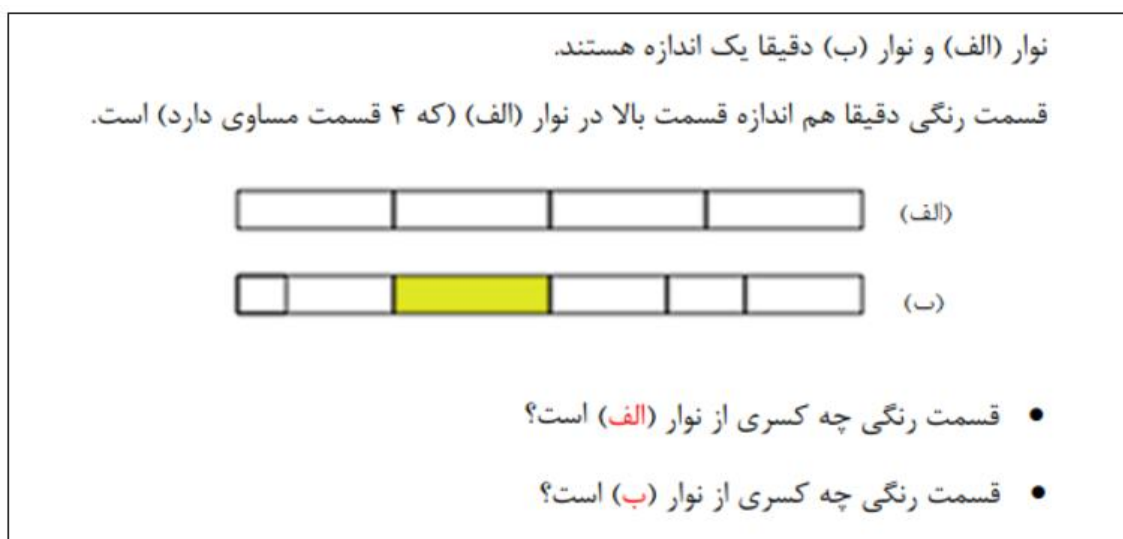 نوار (الف) و نوار (ب) دقیقا یک اندازه هستند.
قسمت رنگی دقیقا هم اندازه قسمت بالا در نوار (الف) (که ۴ قسمت مساوی دارد) است.
(الف)
(ب)
• قسمت رنگی چه کسری از نوار (الف) است؟
• قسمت رنگی چه کسری از نوار (ب) است؟